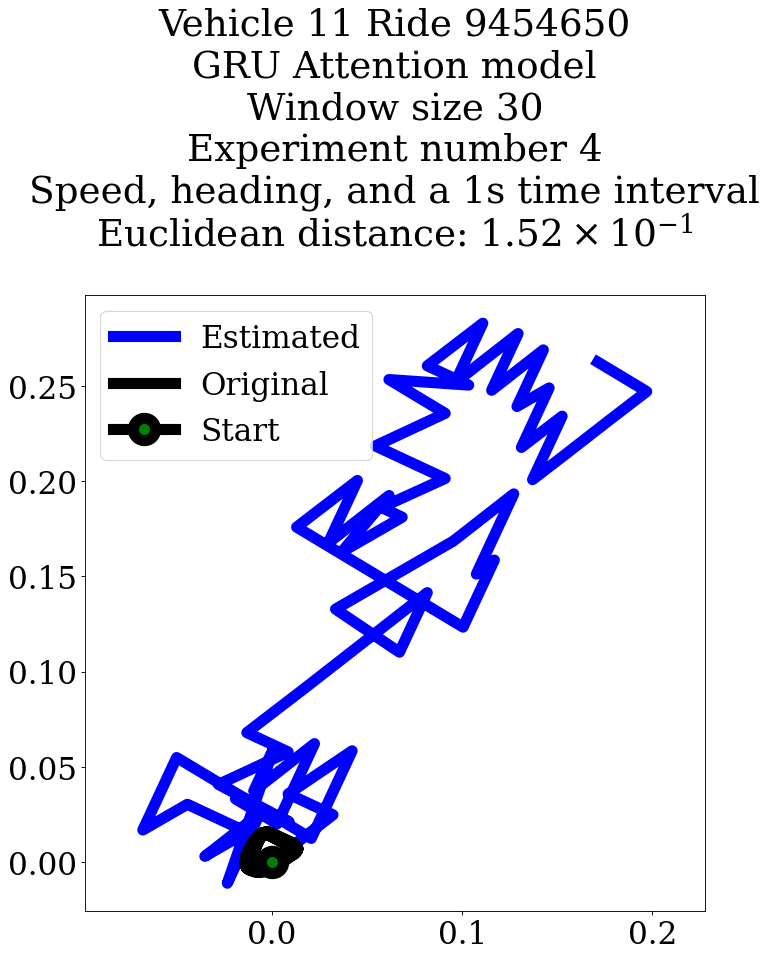 Vehicle 11 Ride 9454650
GRU Attention model
Window size 30
Experiment number 4
Speed, heading, and a 1s time interval
Euclidean distance: 1.52 × 10⁻¹
Estimated
Original
Start
0.25
0.20
0.15
0.10
0.05
0.00
0.0 0.1 0.2